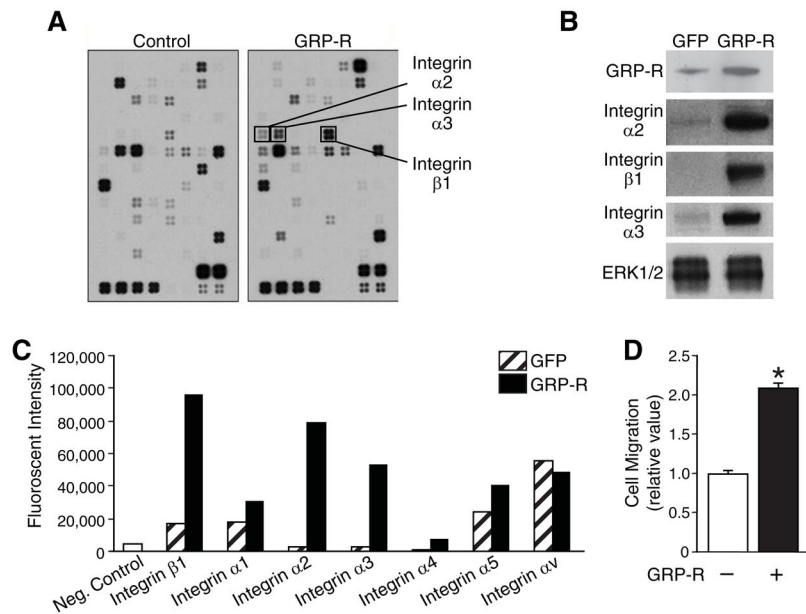 A
Control
GRP-R
Integrin
α2
Integrin
α3
Integrin
β1
B
GFP GRP-R
GRP-R
Integrin
α2
Integrin
β1
Integrin
α3
ERK1/2
C
Fluoroscent Intensity
120,000
100,000
80,000
60,000
40,000
20,000
0
GFP
GRP-R
Neg. Control
Integrin β1
Integrin α1
Integrin α2
Integrin α3
Integrin α4
Integrin α5
Integrin αv
D
Cell Migration
(relative value)
2.5
2.0
1.5
1.0
0.5
0
*
GRP-R − +